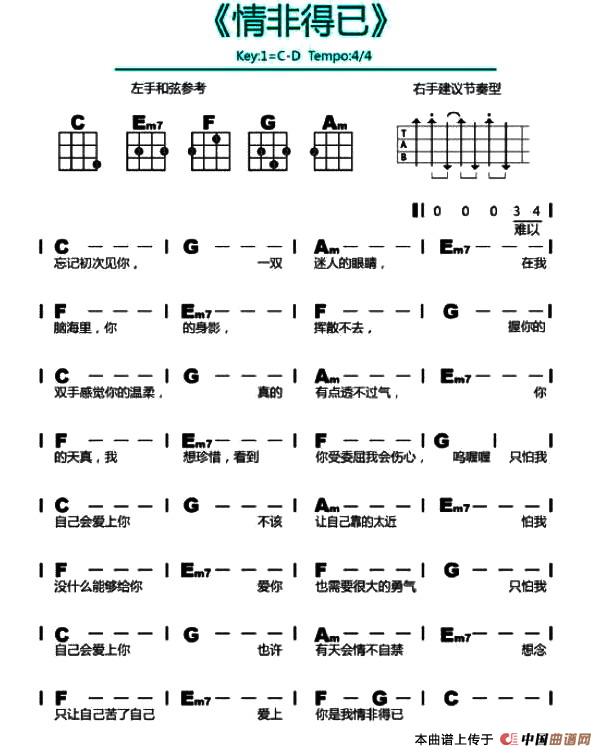 《情非得已》
Key:1=C-D Tempo:4/4
左手和弦参考 右手建议节奏型
C Em7 F G Am
T
A
B
0 0 0 3 4
难以
| C — — — | G — — — | Am — — — | Em7 — — — |
忘记初次见你， 一双 迷人的眼睛， 在我
| F — — — | Em7 — — — | F — — — | G — — — |
脑海里，你 的身影， 挥散不去， 握你的
| C — — — | G — — — | Am — — — | Em7 — — — |
双手感觉你的温柔， 真的 有点透不过气， 你
| F — — — | Em7 — — — | F — — — | G | — — |
的天真，我 想珍惜，看到 你受委屈我会伤心， 呜喔喔 只怕我
| C — — — | G — — — | Am — — — | Em7 — — — |
自己会爱上你 不该 让自己靠的太近 怕我
| F — — — | Em7 — — — | F — — — | G — — — |
没什么能够给你 爱你 也需要很大的勇气 只怕我
| C — — — | G — — — | Am — — — | Em7 — — — |
自己会爱上你 也许 有天会情不自禁 想念
| F — — — | Em7 — — — | F — G — | C — — — |
只让自己苦了自己 爱上 你是我情非得已
本曲谱上传于 中国曲谱网